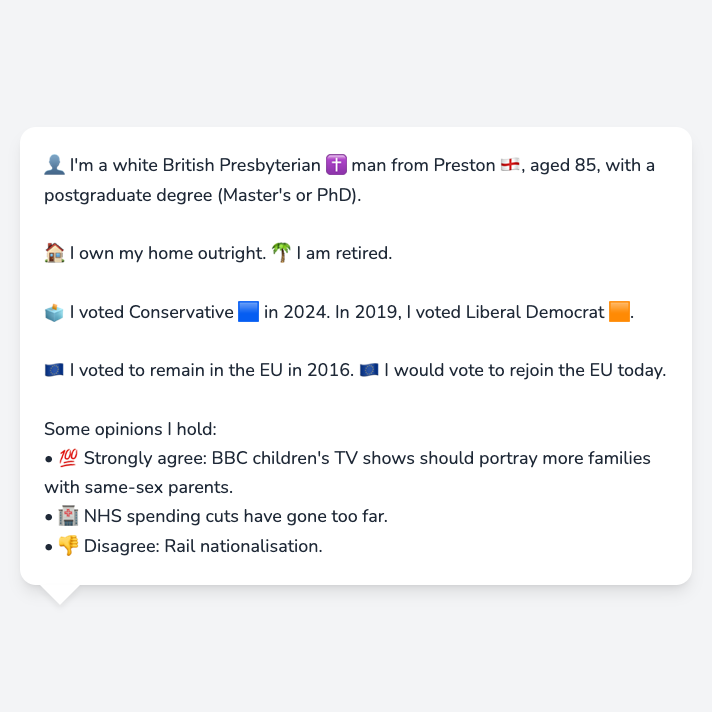 👤 I'm a white British Presbyterian ✝️ man from Preston 🏴󠁧󠁢󠁥󠁮󠁧󠁿, aged 85, with a
postgraduate degree (Master's or PhD).
🏠 I own my home outright. 🌴 I am retired.
🗳️ I voted Conservative 🟦 in 2024. In 2019, I voted Liberal Democrat 🟧.
🇪🇺 I voted to remain in the EU in 2016. 🇪🇺 I would vote to rejoin the EU today.
Some opinions I hold:
• 💯 Strongly agree: BBC children's TV shows should portray more families
with same-sex parents.
• 🏥 NHS spending cuts have gone too far.
• 👎 Disagree: Rail nationalisation.